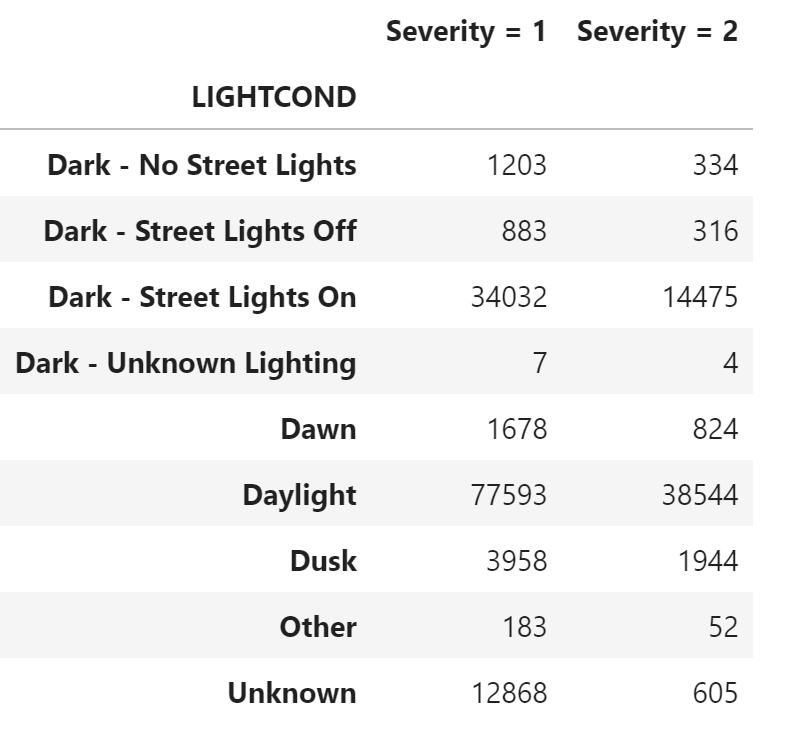 Severity = 1 Severity = 2
LIGHTCOND
Dark - No Street Lights 1203 334
Dark - Street Lights Off 883 316
Dark - Street Lights On 34032 14475
Dark - Unknown Lighting 7 4
Dawn 1678 824
Daylight 77593 38544
Dusk 3958 1944
Other 183 52
Unknown 12868 605